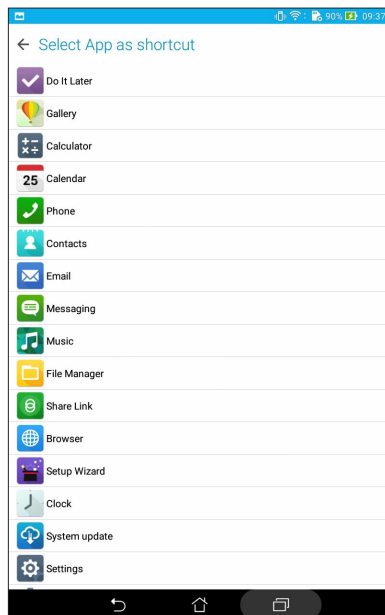 90% 09:37
Select App as shortcut
Do It Later
Gallery
Calculator
25 Calendar
Phone
Contacts
Email
Messaging
Music
File Manager
Share Link
Browser
Setup Wizard
Clock
System update
Settings